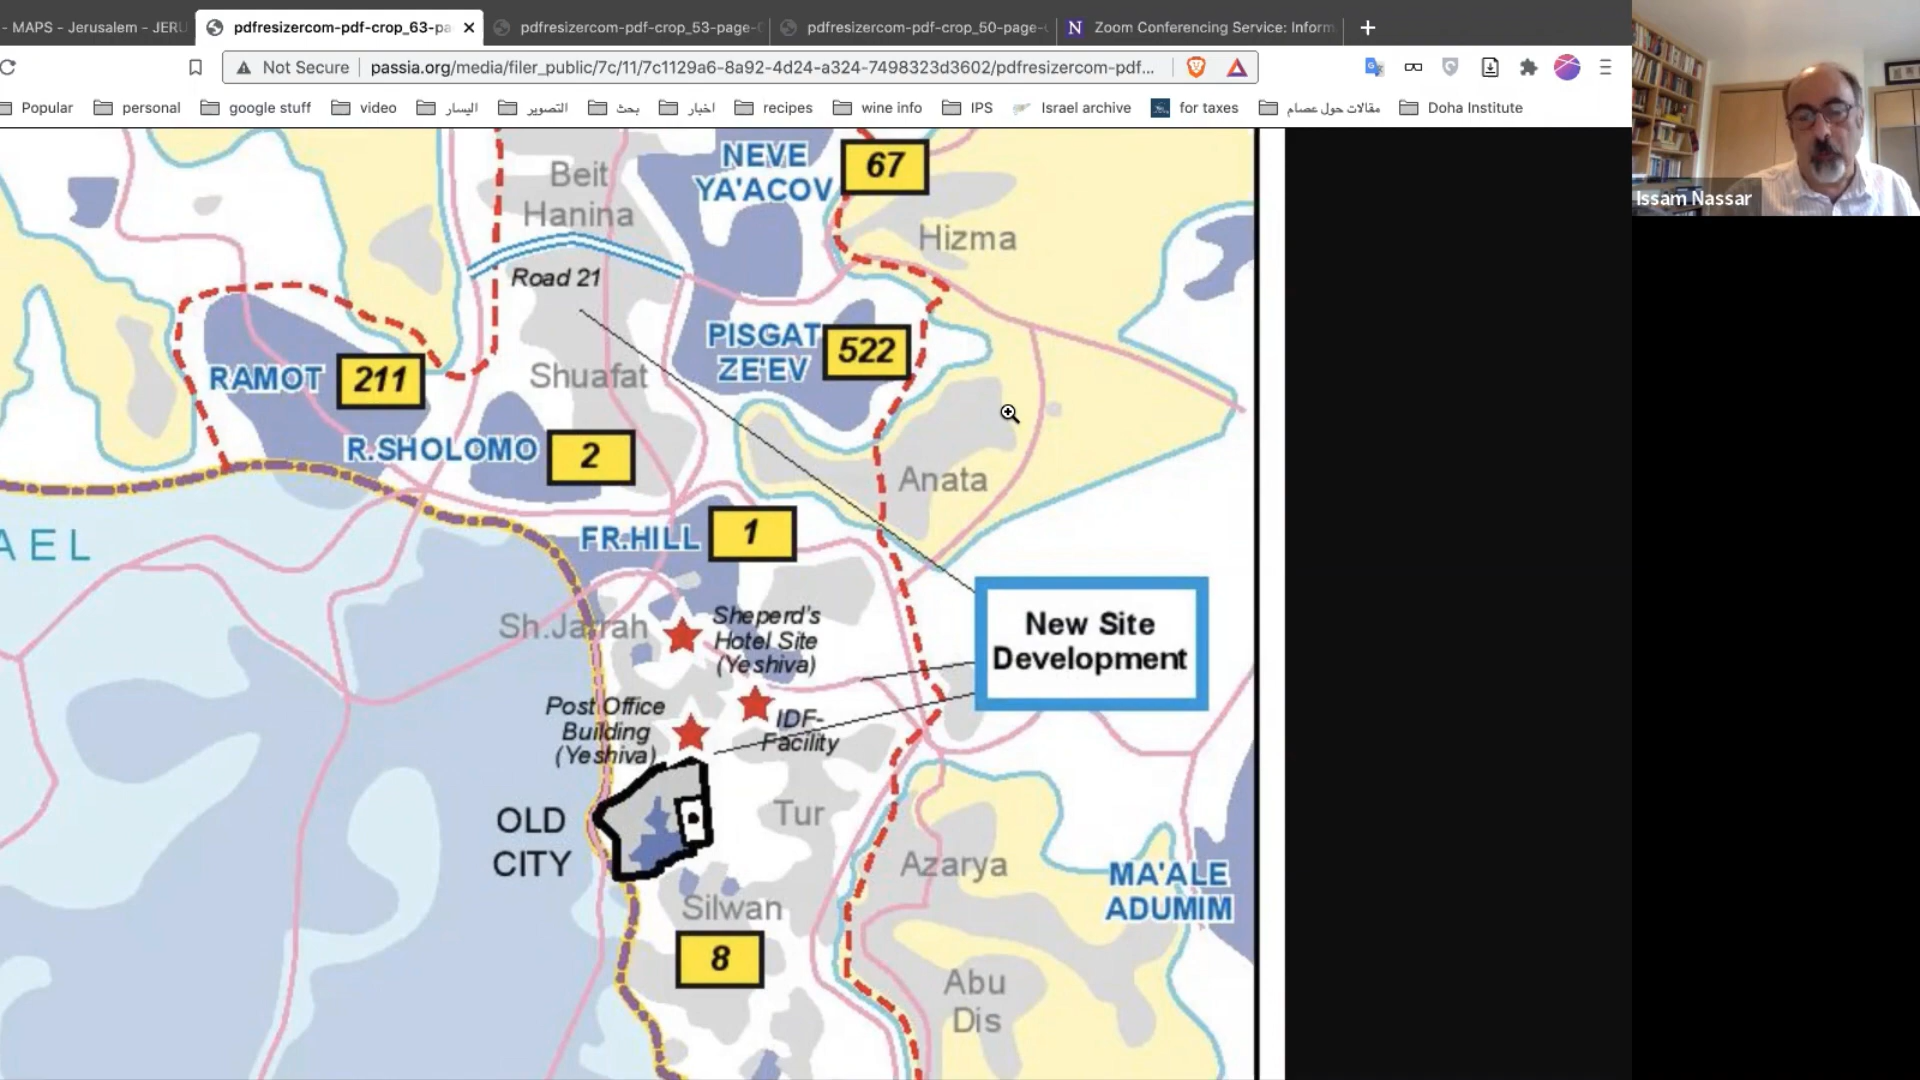 - MAPS - Jerusalem - JERU
pdfresizercom-pdf-crop_63-pa
pdfresizercom-pdf-crop_53-page-
pdfresizercom-pdf-crop_50-page-
N Zoom Conferencing Service: Inform
Not Secure
passia.org/media/filer_public/7c/11/7c1129a6-8a92-4d24-a324-7498323d3602/pdfresizercom-pdf...
Popular
personal
google stuff
video
اليسار
التصوير
بحث
اخبار
recipes
wine info
IPS
Israel archive
for taxes
مقالات حول عصام
Doha Institute
Issam Nassar
Beit
Hanina
NEVE
YA'ACOV
67
Hizma
Road 21
PISGAT
ZE'EV
522
RAMOT
211
Shuafat
R.SHOLOMO
2
Anata
AEL
FR.HILL
1
Sh.Jarrah
Sheperd's
Hotel Site
(Yeshiva)
New Site
Development
Post Office
Building
(Yeshiva)
IDF-
Facility
OLD
CITY
Tur
Azarya
MA'ALE
ADUMIM
Silwan
8
Abu
Dis